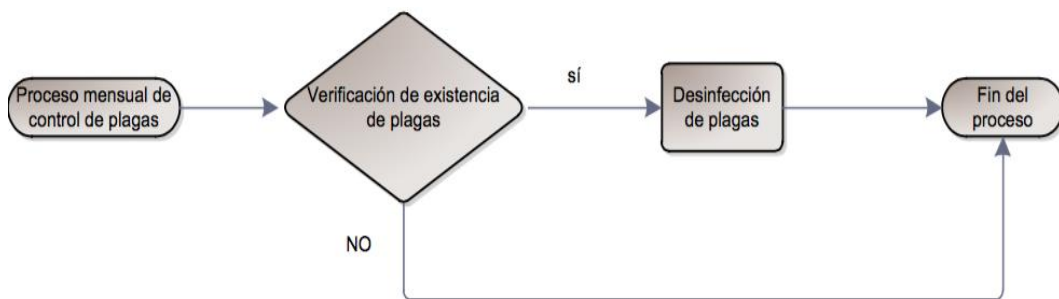 Proceso mensual de
control de plagas
Verificación de existencia
de plagas
sí
Desinfección
de plagas
Fin del
proceso
NO